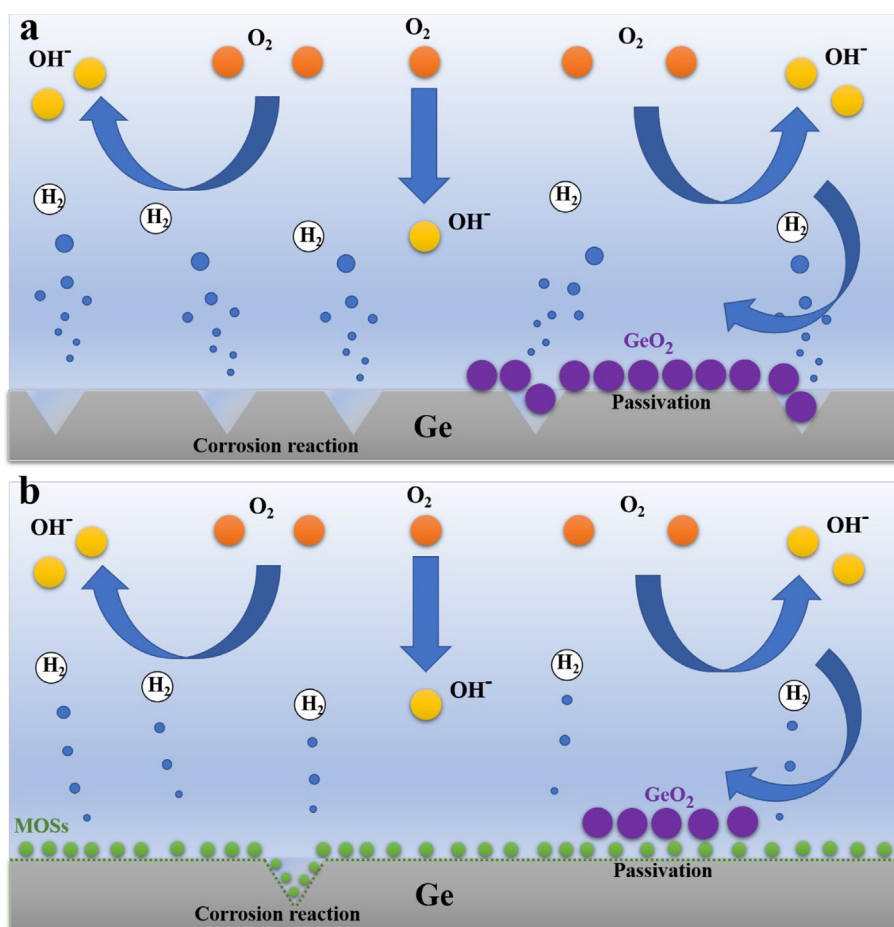 a
O₂
O₂
O₂
OH⁻
OH⁻
H₂
H₂
H₂
H₂
H₂
OH⁻
GeO₂
Passivation
Ge
Corrosion reaction
b
O₂
O₂
O₂
OH⁻
OH⁻
H₂
H₂
H₂
H₂
H₂
OH⁻
GeO₂
MOSs
Passivation
Ge
Corrosion reaction